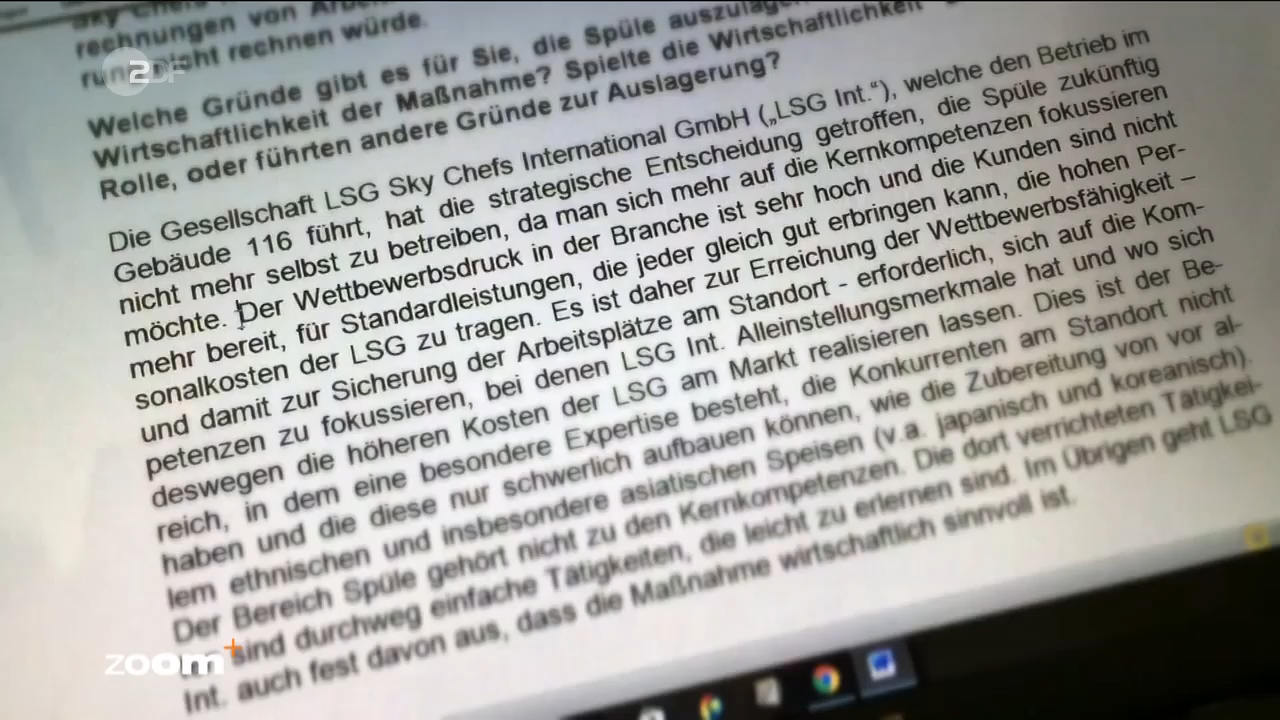 Sky Chefs
rechnungen von
nicht rechnen würde.
Welche Gründe gibt es für Sie, die Spüle
Wirtschaftlichkeit der Maßnahme? Spielte die Wirtschaftlichkeit
Rolle, oder führten andere Gründe zur Auslagerung?
Die Gesellschaft LSG Sky Chefs International GmbH („LSG Int.“), welche den Betrieb im
Gebäude 116 führt, hat die strategische Entscheidung getroffen, die Spüle zukünftig
nicht mehr selbst zu betreiben, da man sich mehr auf die Kernkompetenzen fokussieren
möchte. Der Wettbewerbsdruck in der Branche ist sehr hoch und die Kunden sind nicht
mehr bereit, für Standardleistungen, die jeder gleich gut erbringen kann, die hohen Per-
sonalkosten der LSG zu tragen. Es ist daher zur Erreichung der Wettbewerbsfähigkeit –
und damit zur Sicherung der Arbeitsplätze am Standort - erforderlich, sich auf die Kom-
petenzen zu fokussieren, bei denen LSG Int. Alleinstellungsmerkmale hat und wo sich
deswegen die höheren Kosten der LSG am Markt realisieren lassen. Dies ist der Be-
reich, in dem eine besondere Expertise besteht, die Konkurrenten am Standort nicht
haben und die diese nur schwerlich aufbauen können, wie die Zubereitung von vor al-
lem ethnischen und insbesondere asiatischen Speisen (v.a. japanisch und koreanisch).
Der Bereich Spüle gehört nicht zu den Kernkompetenzen. Die dort verrichteten Tätigkei-
sind durchweg einfache Tätigkeiten, die leicht zu erlernen sind. Im Übrigen geht LSG
Int. auch fest davon aus, dass die Maßnahme wirtschaftlich sinnvoll ist.
2DF
zoom+